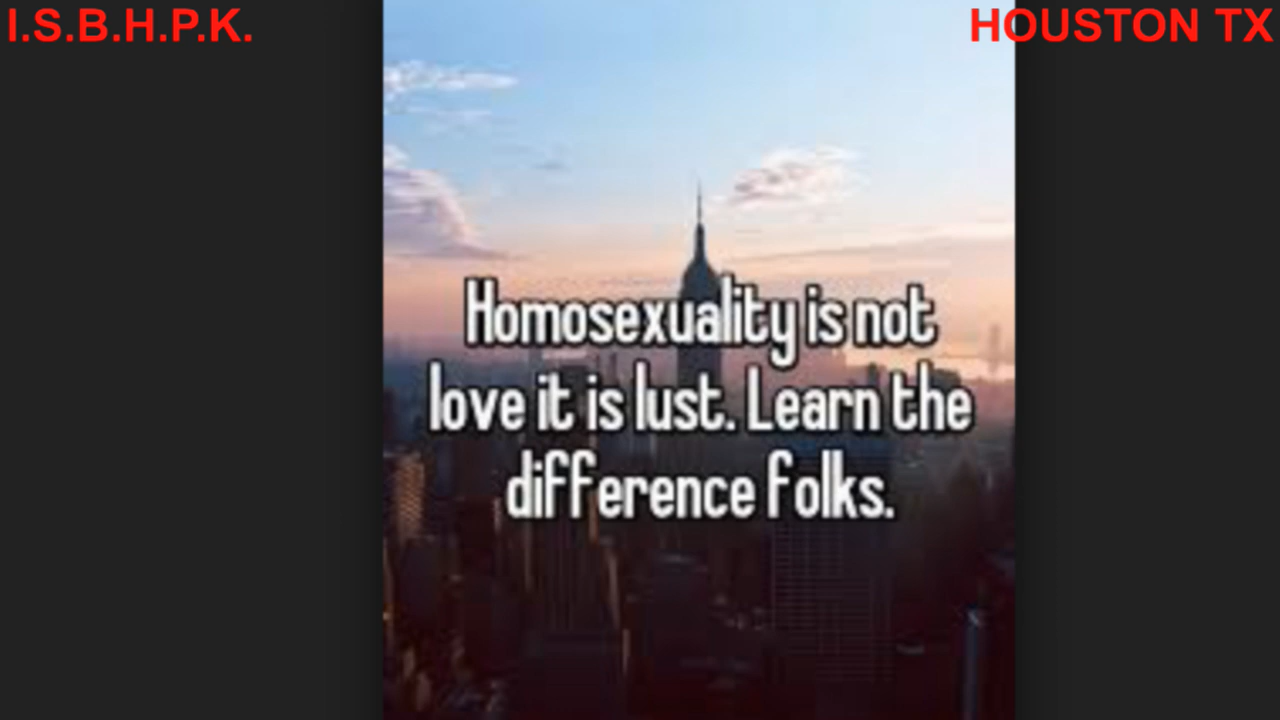 I.S.B.H.P.K.
HOUSTON TX
Homosexuality is not
love it is lust. Learn the
difference folks.